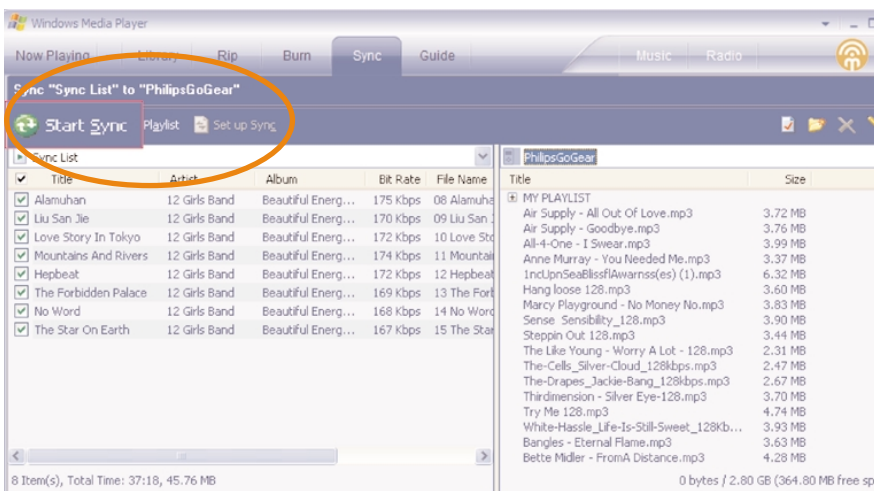 Windows Media Player
Now Playing Library Rip Burn Sync Guide Music Radio
Sync "Sync List" to "PhilipsGoGear"
Start Sync Playlist Set up Sync
Sync List
Title Artist Album Bit Rate File Name
Alamuhan 12 Girls Band Beautiful Energ... 175 Kbps 08 Alamuha
Liu San Jie 12 Girls Band Beautiful Energ... 170 Kbps 09 Liu San
Love Story In Tokyo 12 Girls Band Beautiful Energ... 172 Kbps 10 Love Sto
Mountains And Rivers 12 Girls Band Beautiful Energ... 174 Kbps 11 Mountai
Hepbeat 12 Girls Band Beautiful Energ... 172 Kbps 12 Hepbeat
The Forbidden Palace 12 Girls Band Beautiful Energ... 169 Kbps 13 The Forb
No Word 12 Girls Band Beautiful Energ... 168 Kbps 14 No Word
The Star On Earth 12 Girls Band Beautiful Energ... 167 Kbps 15 The Star
8 Item(s), Total Time: 37:18, 45.76 MB
PhilipsGoGear
Title Size
MY PLAYLIST
Air Supply - All Out Of Love.mp3 3.72 MB
Air Supply - Goodbye.mp3 3.76 MB
All-4-One - I Swear.mp3 3.99 MB
Anne Murray - You Needed Me.mp3 3.37 MB
1ncUpnSeaBlissflAwarnss(es) (1).mp3 6.32 MB
Hang loose 128.mp3 3.60 MB
Marcy Playground - No Money No.mp3 3.83 MB
Sense Sensibility_128.mp3 3.90 MB
Steppin Out 128.mp3 3.44 MB
The Like Young - Worry A Lot - 128.mp3 2.31 MB
The-Cells_Silver-Cloud_128kbps.mp3 2.47 MB
The-Drapes_Jackie-Bang_128kbps.mp3 2.67 MB
Thirdimension - Silver Eye-128.mp3 3.70 MB
Try Me 128.mp3 4.74 MB
White-Hassle_Life-Is-Still-Sweet_128Kb... 3.93 MB
Bangles - Eternal Flame.mp3 3.63 MB
Bette Midler - FromA Distance.mp3 4.28 MB
0 bytes / 2.80 GB (364.80 MB free sp